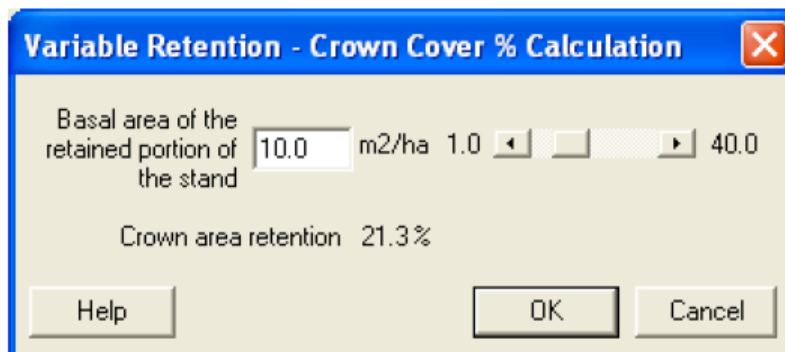 Variable Retention - Crown Cover % Calculation
Basal area of the
retained portion of
the stand
10.0 m2/ha 1.0 40.0
Crown area retention 21.3%
Help OK Cancel